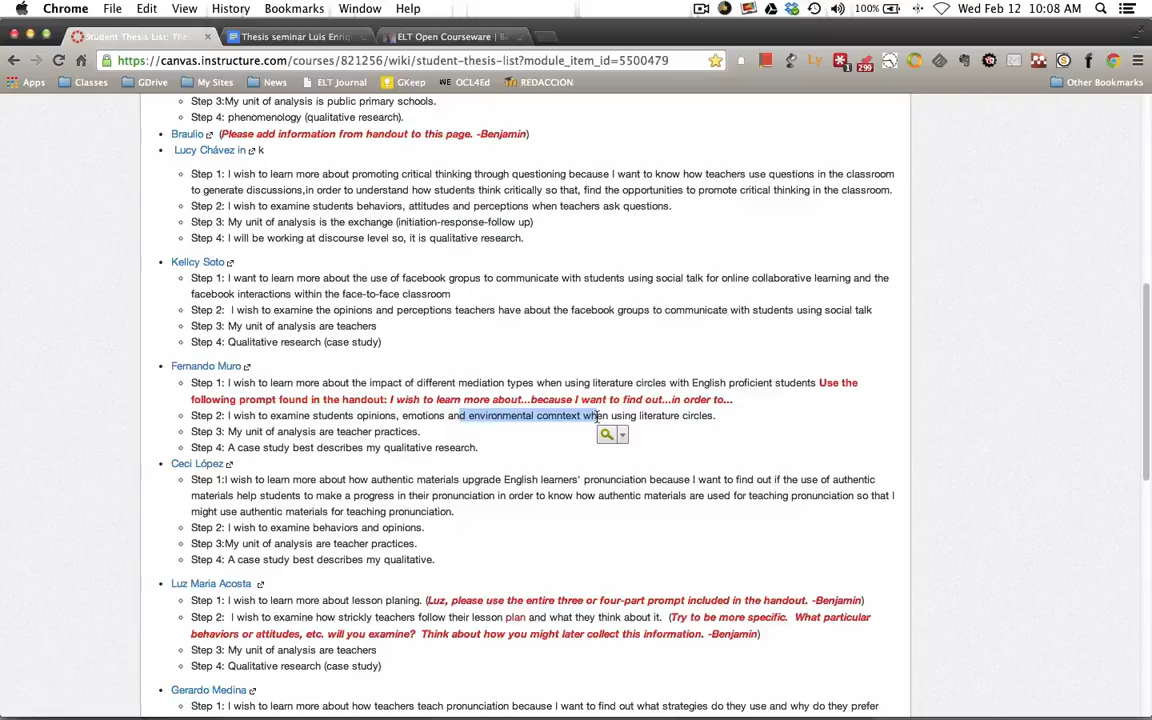 Chrome File Edit View History Bookmarks Window Help 100% Wed Feb 12 10:08 AM
Student Thesis List: The
Thesis seminar Luis Enriq
ELT Open Courseware | B
https://canvas.instructure.com/courses/821256/wiki/student-thesis-list?module_item_id=5500479
1 299
Apps Classes GDrive My Sites News ELT Journal GKeep WE OCL4Ed REDACCION Other Bookmarks
Step 3:My unit of analysis is public primary schools.
Step 4: phenomenology (qualitative research).
Braulio (Please add information from handout to this page. -Benjamin)
Lucy Chávez in k
Step 1: I wish to learn more about promoting critical thinking through questioning because I want to know how teachers use questions in the classroom
to generate discussions,in order to understand how students think critically so that, find the opportunities to promote critical thinking in the classroom.
Step 2: I wish to examine students behaviors, attitudes and perceptions when teachers ask questions.
Step 3: My unit of analysis is the exchange (initiation-response-follow up)
Step 4: I will be working at discourse level so, it is qualitative research.
Kellcy Soto
Step 1: I want to learn more about the use of facebook gropus to communicate with students using social talk for online collaborative learning and the
facebook interactions within the face-to-face classroom
Step 2: I wish to examine the opinions and perceptions teachers have about the facebook groups to communicate with students using social talk
Step 3: My unit of analysis are teachers
Step 4: Qualitative research (case study)
Fernando Muro
Step 1: I wish to learn more about the impact of different mediation types when using literature circles with English proficient students Use the
following prompt found in the handout: I wish to learn more about...because I want to find out...in order to...
Step 2: I wish to examine students opinions, emotions and environmental comntext when using literature circles.
Step 3: My unit of analysis are teacher practices.
Step 4: A case study best describes my qualitative research.
Ceci López
Step 1:I wish to learn more about how authentic materials upgrade English learners' pronunciation because I want to find out if the use of authentic
materials help students to make a progress in their pronunciation in order to know how authentic materials are used for teaching pronunciation so that I
might use authentic materials for teaching pronunciation.
Step 2: I wish to examine behaviors and opinions.
Step 3:My unit of analysis are teacher practices.
Step 4: A case study best describes my qualitative.
Luz Maria Acosta
Step 1: I wish to learn more about lesson planing. (Luz, please use the entire three or four-part prompt included in the handout. -Benjamin)
Step 2: I wish to examine how strickly teachers follow their lesson plan and what they think about it. (Try to be more specific. What particular
behaviors or attitudes, etc. will you examine? Think about how you might later collect this information. -Benjamin)
Step 3: My unit of analysis are teachers
Step 4: Qualitative research (case study)
Gerardo Medina
Step 1: I wish to learn more about how teachers teach pronunciation because I want to find out what strategies do they use and why do they prefer